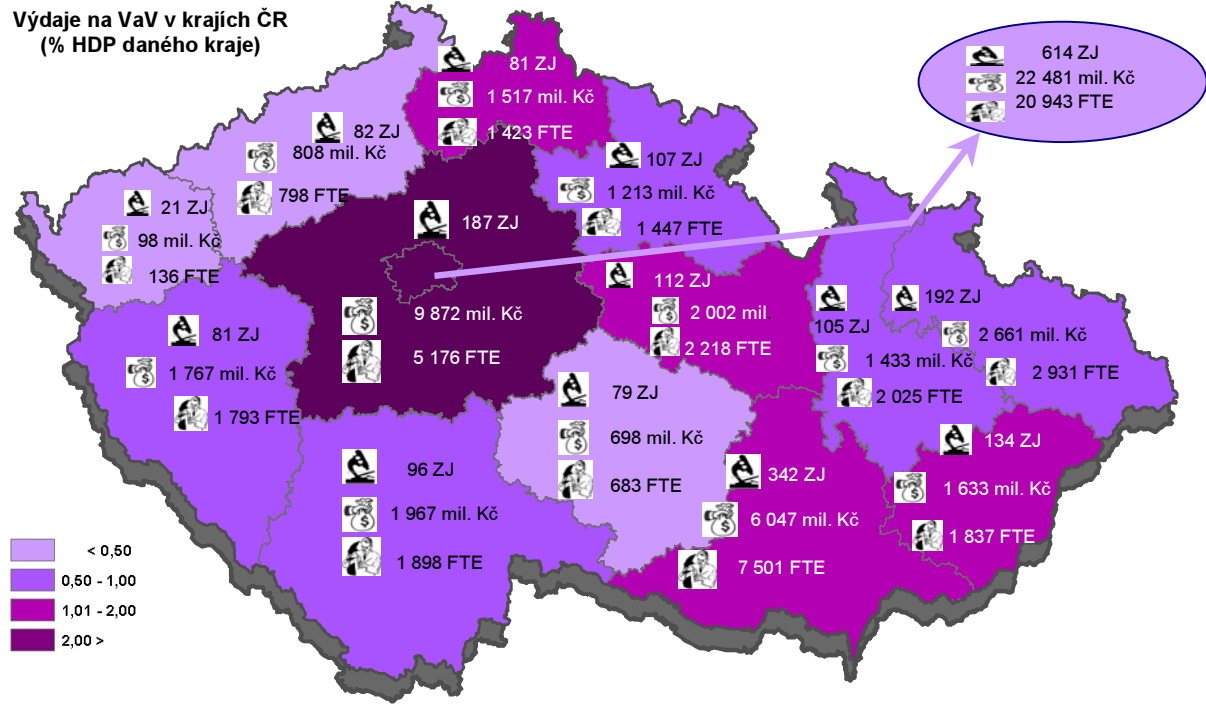 Výdaje na VaV v krajích ČR
(% HDP daného kraje)
614 ZJ
22 481 mil. Kč
20 943 FTE
81 ZJ
1 517 mil. Kč
1 423 FTE
82 ZJ
808 mil. Kč
798 FTE
107 ZJ
1 213 mil. Kč
1 447 FTE
21 ZJ
98 mil. Kč
136 FTE
187 ZJ
9 872 mil. Kč
5 176 FTE
112 ZJ
2 002 mil.
2 218 FTE
105 ZJ
1 433 mil. Kč
2 025 FTE
192 ZJ
2 661 mil. Kč
2 931 FTE
81 ZJ
1 767 mil. Kč
1 793 FTE
79 ZJ
698 mil. Kč
683 FTE
134 ZJ
1 633 mil. Kč
1 837 FTE
96 ZJ
1 967 mil. Kč
1 898 FTE
342 ZJ
6 047 mil. Kč
7 501 FTE
< 0,50
0,50 - 1,00
1,01 - 2,00
2,00 >